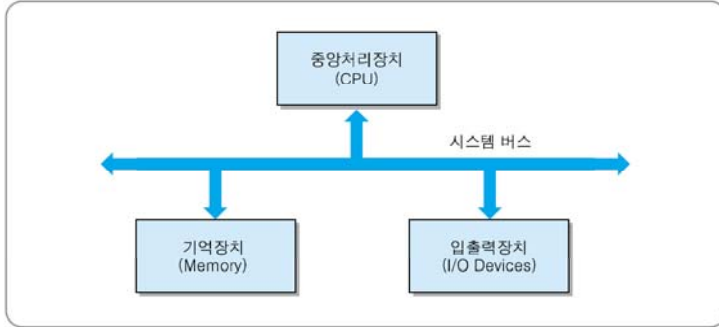 중앙처리장치
(CPU)
시스템 버스
기억장치
(Memory)
입출력장치
(I/O Devices)